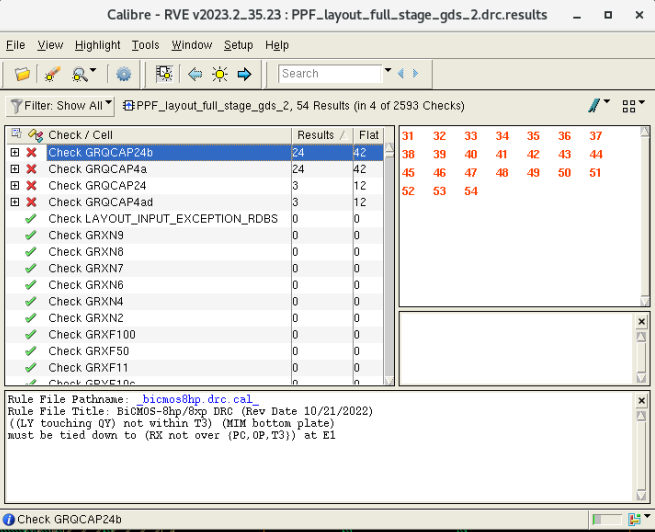 Calibre - RVE v2023.2_35.23 : PPF_layout_full_stage_gds_2.drc.results
File View Highlight Tools Window Setup Help
Search
Filter: Show All PPF_layout_full_stage_gds_2, 54 Results (in 4 of 2593 Checks)
Check / Cell Results Flat
Check GRQCAP24b 24 42
Check GRQCAP4a 24 42
Check GRQCAP24 3 12
Check GRQCAP4ad 3 12
Check LAYOUT_INPUT_EXCEPTION_RDBS 0 0
Check GRXN9 0 0
Check GRXN8 0 0
Check GRXN7 0 0
Check GRXN6 0 0
Check GRXN4 0 0
Check GRXN2 0 0
Check GRXF100 0 0
Check GRXF50 0 0
Check GRXF11 0 0
Check GRXF10c 0 0
31 32 33 34 35 36 37
38 39 40 41 42 43 44
45 46 47 48 49 50 51
52 53 54
Rule File Pathname: _bicmos8hp.drc.cal_
Rule File Title: BiCMOS-8hp/8xp DRC (Rev Date 10/21/2022)
((LY touching QY) not within T3) (MIM bottom plate)
must be tied down to (RX not over {PC,OP,T3}) at E1
Check GRQCAP24b